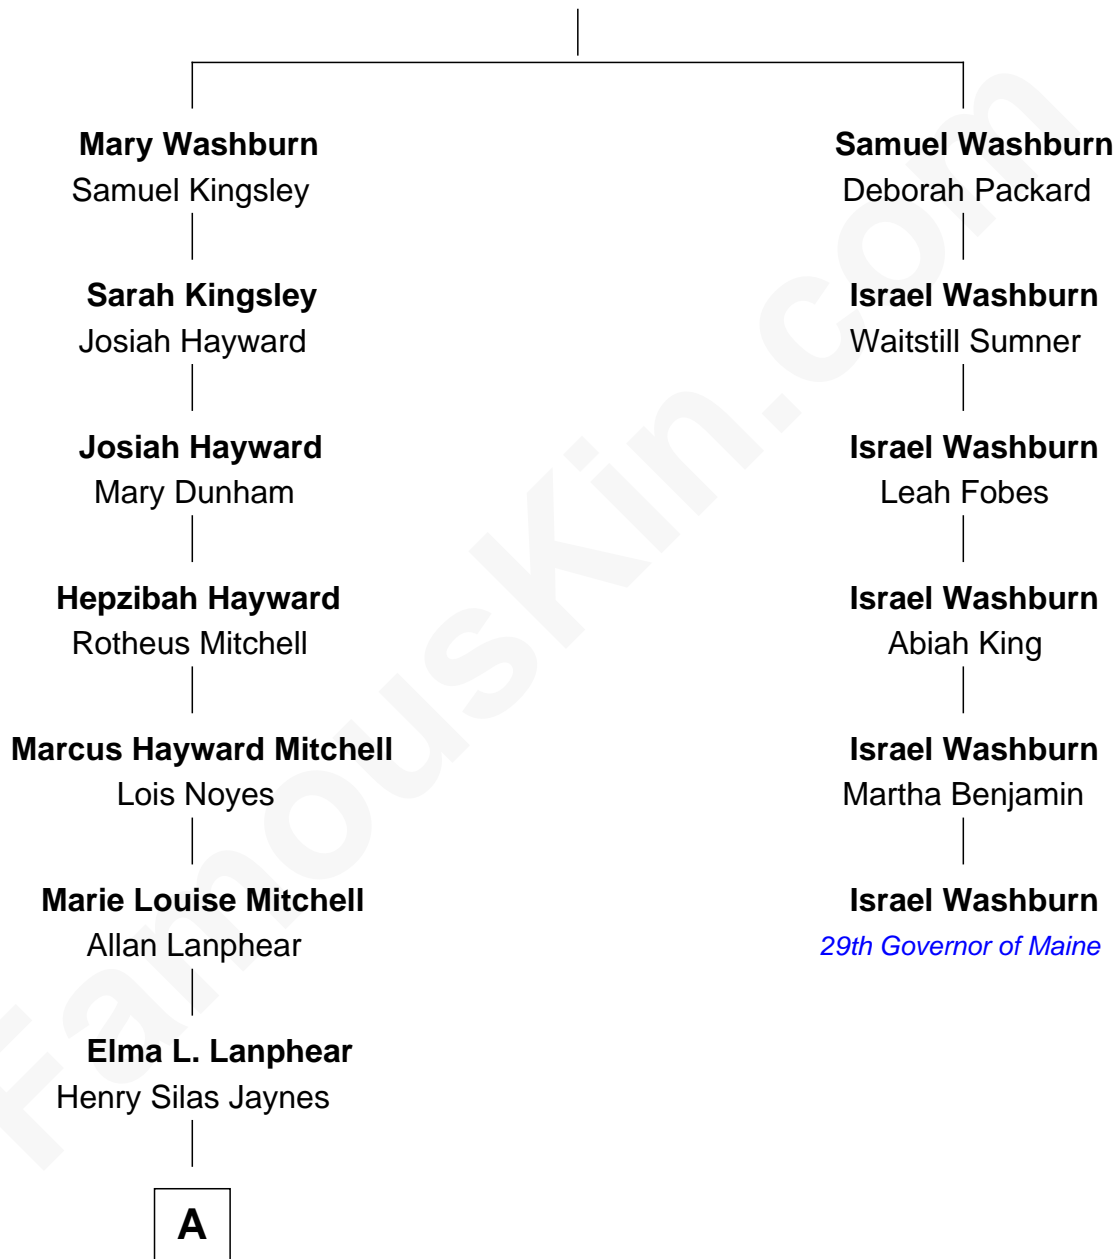 Mary Washburn
Samuel Kingsley
Samuel Washburn
Deborah Packard
Sarah Kingsley
Josiah Hayward
Israel Washburn
Waitstill Sumner
Josiah Hayward
Mary Dunham
Israel Washburn
Leah Fobes
Hepzibah Hayward
Rotheus Mitchell
Israel Washburn
Abiah King
Marcus Hayward Mitchell
Lois Noyes
Israel Washburn
Martha Benjamin
Marie Louise Mitchell
Allan Lanphear
Israel Washburn
29th Governor of Maine
Elma L. Lanphear
Henry Silas Jaynes
A
FamousKin.com